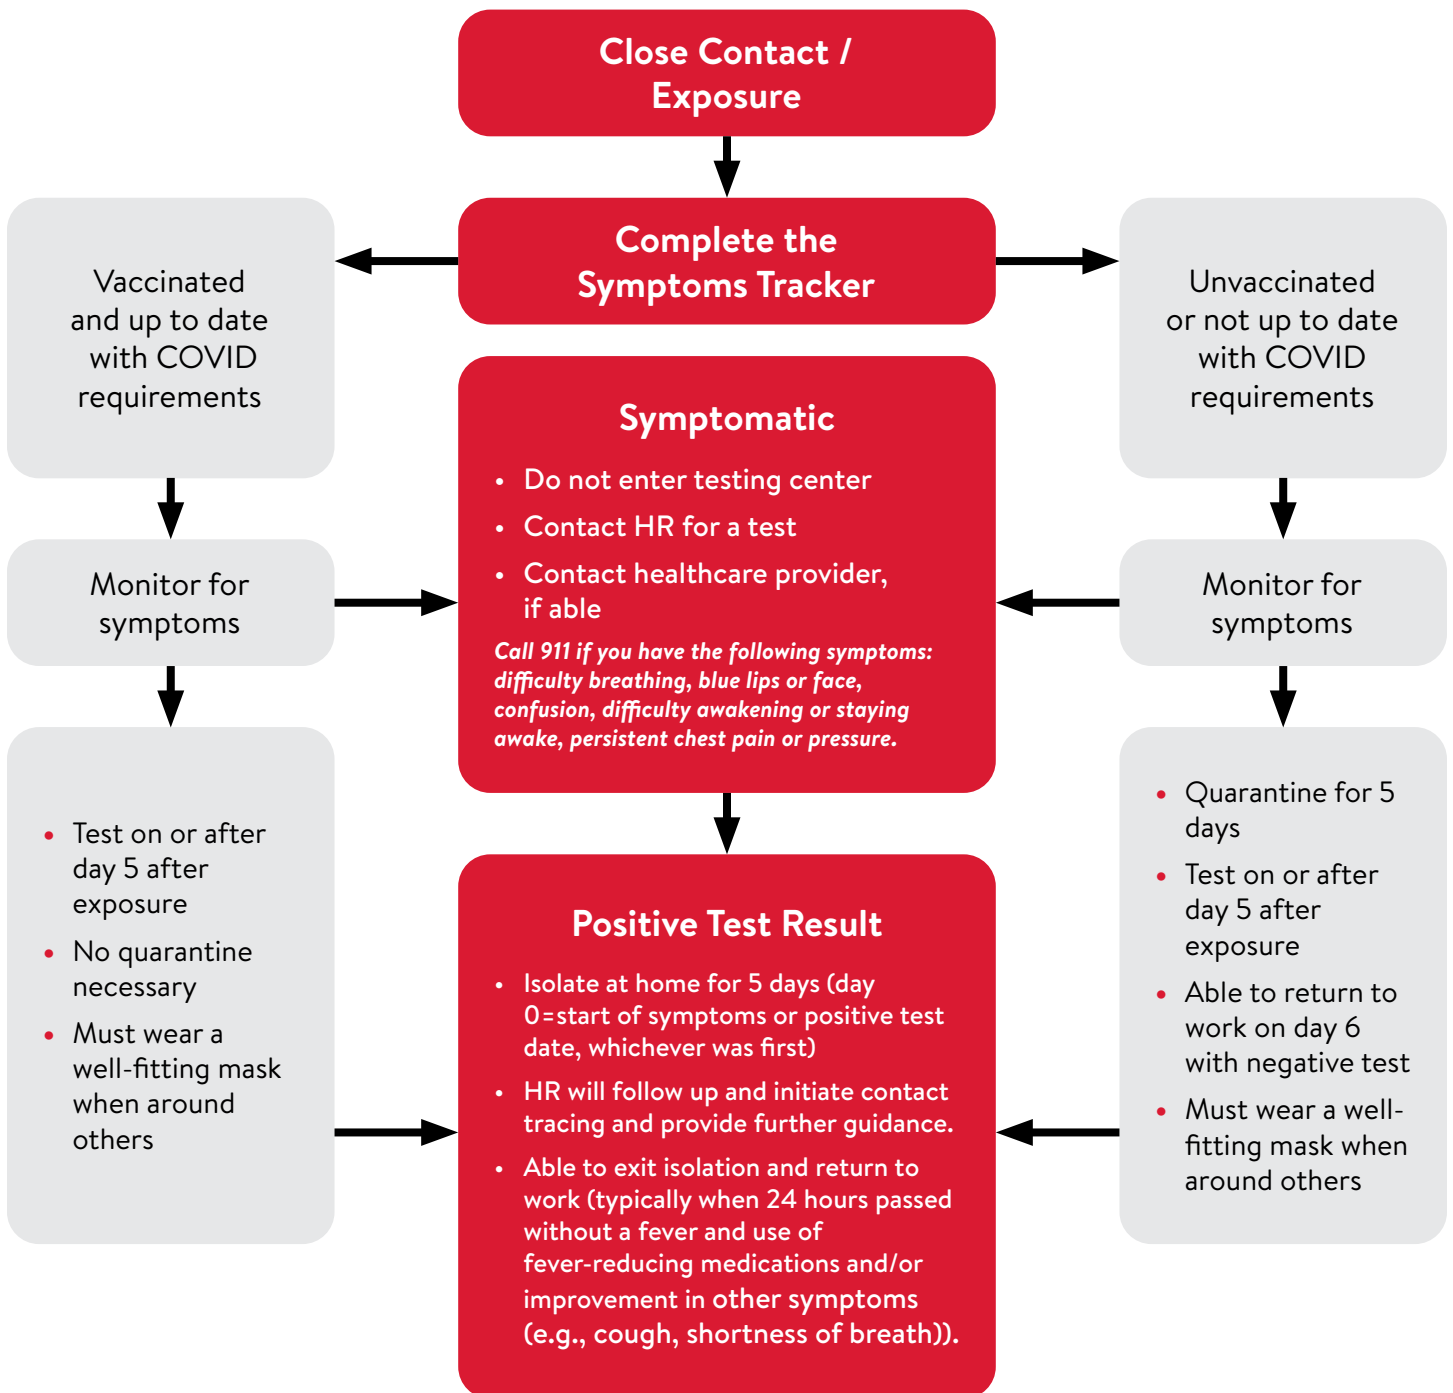 Close Contact /
Exposure
Complete the
Symptoms Tracker
Vaccinated
and up to date
with COVID
requirements
Unvaccinated
or not up to date
with COVID
requirements
Monitor for
symptoms
Monitor for
symptoms
Symptomatic
• Do not enter testing center
• Contact HR for a test
• Contact healthcare provider,
if able
Call 911 if you have the following symptoms:
difficulty breathing, blue lips or face,
confusion, difficulty awakening or staying
awake, persistent chest pain or pressure.
• Test on or after
day 5 after
exposure
• No quarantine
necessary
• Must wear a
well-fitting mask
when around
others
• Quarantine for 5
days
• Test on or after
day 5 after
exposure
• Able to return to
work on day 6
with negative test
• Must wear a well-
fitting mask when
around others
Positive Test Result
• Isolate at home for 5 days (day
0=start of symptoms or positive test
date, whichever was first)
• HR will follow up and initiate contact
tracing and provide further guidance.
• Able to exit isolation and return to
work (typically when 24 hours passed
without a fever and use of
fever-reducing medications and/or
improvement in other symptoms
(e.g., cough, shortness of breath)).